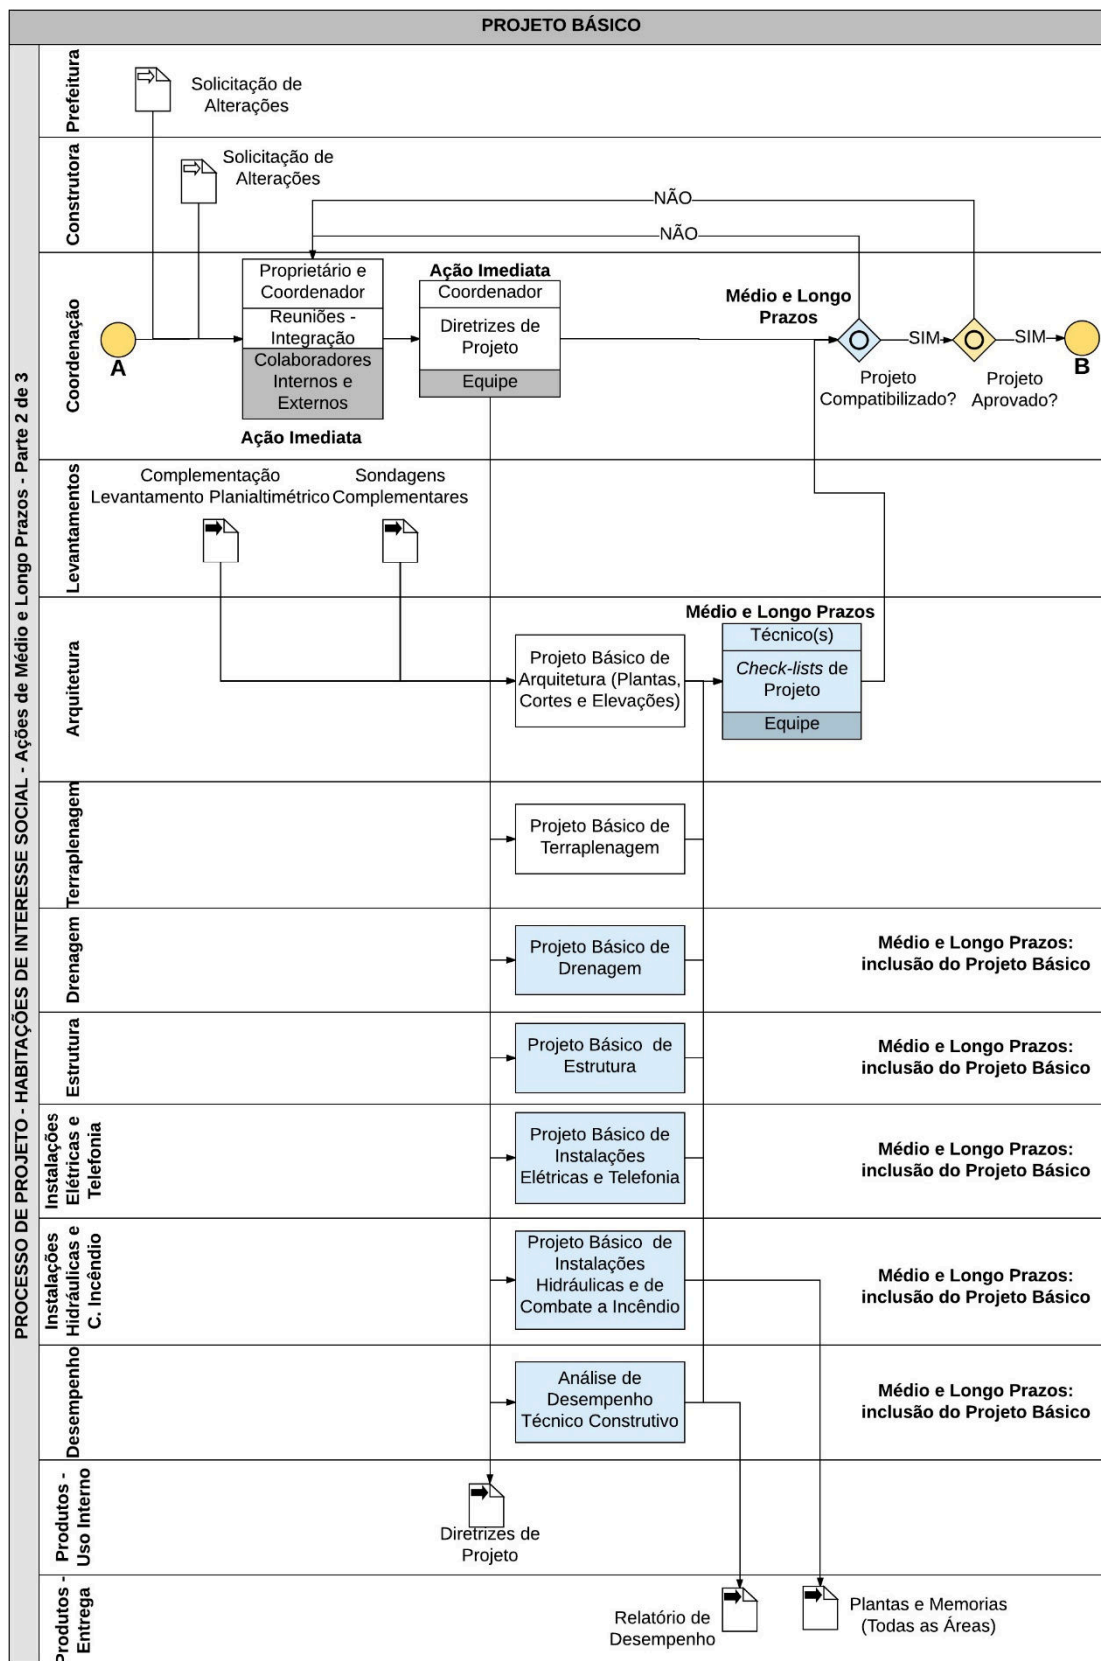 PROJETO BÁSICO
PROCESSO DE PROJETO - HABITAÇÕES DE INTERESSE SOCIAL - Ações de Médio e Longo Prazos - Parte 2 de 3
Prefeitura
Solicitação de
Alterações
Construtora
Solicitação de
Alterações
NÃO
NÃO
Coordenação
A
Proprietário e
Coordenador
Reuniões -
Integração
Colaboradores
Internos e
Externos
Ação Imediata
Ação Imediata
Coordenador
Diretrizes de
Projeto
Equipe
Médio e Longo
Prazos
SIM
SIM
B
Projeto
Compatibilizado?
Projeto
Aprovado?
Levantamentos
Complementação
Levantamento Planialtimétrico
Sondagens
Complementares
Arquitetura
Projeto Básico de
Arquitetura (Plantas,
Cortes e Elevações)
Médio e Longo Prazos
Técnico(s)
Check-lists de
Projeto
Equipe
Terraplenagem
Projeto Básico de
Terraplenagem
Drenagem
Projeto Básico de
Drenagem
Médio e Longo Prazos:
inclusão do Projeto Básico
Estrutura
Projeto Básico de
Estrutura
Médio e Longo Prazos:
inclusão do Projeto Básico
Instalações
Elétricas e
Telefonia
Projeto Básico de
Instalações
Elétricas e Telefonia
Médio e Longo Prazos:
inclusão do Projeto Básico
Instalações
Hidráulicas e
C. Incêndio
Projeto Básico de
Instalações
Hidráulicas e de
Combate a Incêndio
Médio e Longo Prazos:
inclusão do Projeto Básico
Desempenho
Análise de
Desempenho
Técnico Construtivo
Médio e Longo Prazos:
inclusão do Projeto Básico
Produtos -
Uso Interno
Diretrizes de
Projeto
Produtos -
Entrega
Relatório de
Desempenho
Plantas e Memorias
(Todas as Áreas)